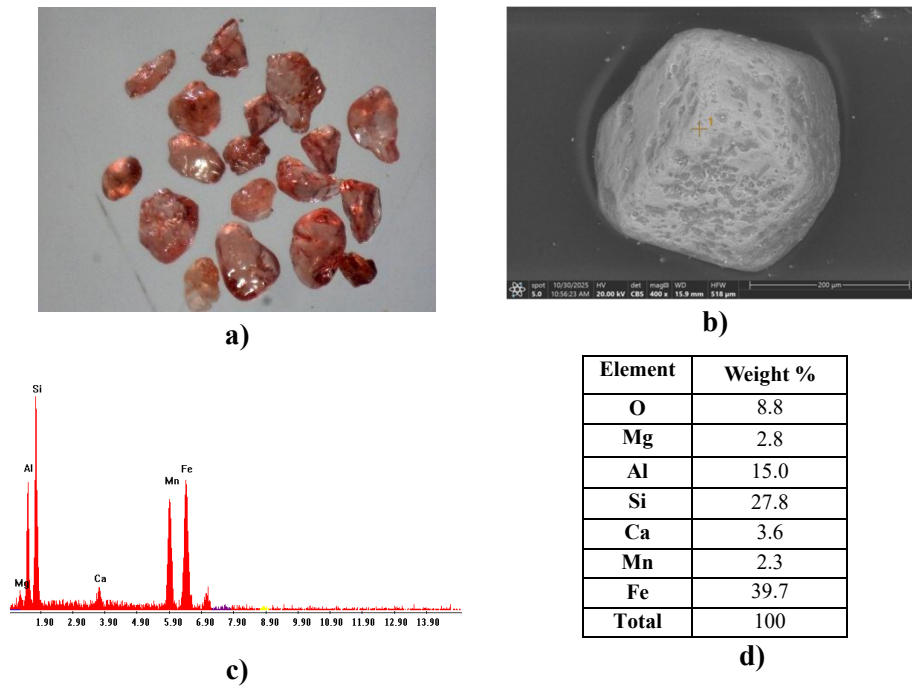 1
spot 10/30/2025 HV det mag⊞ WD HFW
5.0 10:56:23 AM 20.00 kV CBS 400 x 15.9 mm 518 µm
200 µm
a)
b)
Si
Al
Mn
Fe
Mg
Ca
1.90 2.90 3.90 4.90 5.90 6.90 7.90 8.90 9.90 10.90 11.90 12.90 13.90
c)
Element Weight %
O 8.8
Mg 2.8
Al 15.0
Si 27.8
Ca 3.6
Mn 2.3
Fe 39.7
Total 100
d)